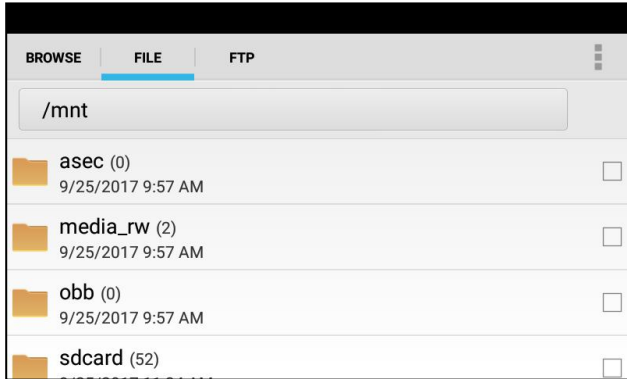 BROWSE FILE FTP
/mnt
asec (0)
9/25/2017 9:57 AM
media_rw (2)
9/25/2017 9:57 AM
obb (0)
9/25/2017 9:57 AM
sdcard (52)